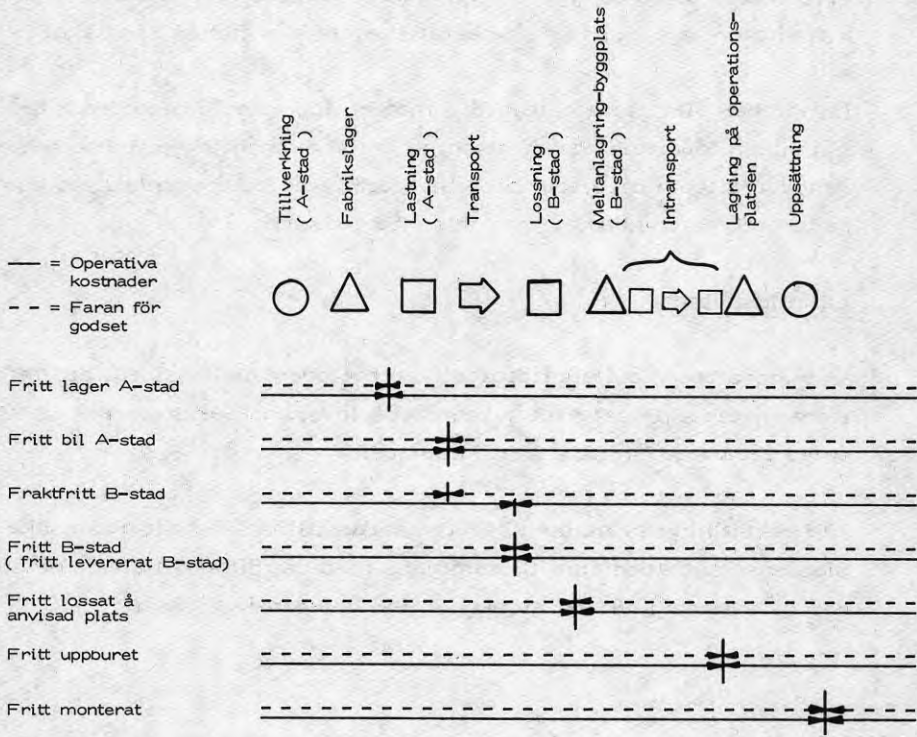 Tillverkning
( A-stad )
Fabrikslager
Lastning
( A-stad )
Transport
Lossning
( B-stad )
Mellanlagring-byggplats
( B-stad )
Intransport
Lagring på operations-
platsen
Uppsättning
—— = Operativa
kostnader
- - - = Faran för
godset
Fritt lager A-stad
Fritt bil A-stad
Fraktfritt B-stad
Fritt B-stad
( fritt levererat B-stad)
Fritt lossat å
anvisad plats
Fritt uppburet
Fritt monterat